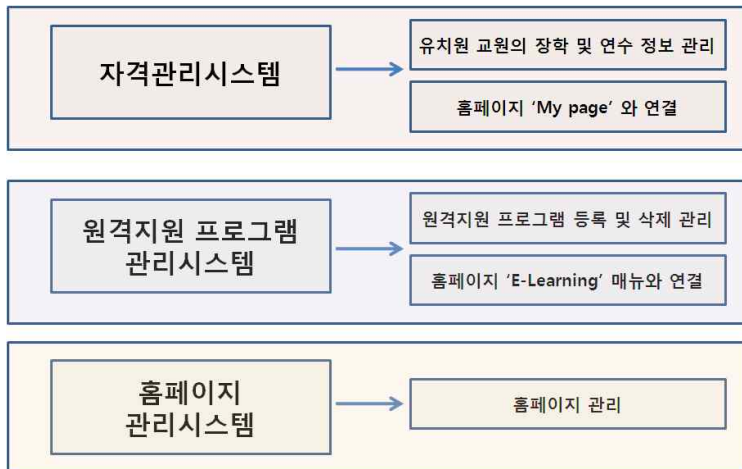 자격관리시스템
유치원 교원의 장학 및 연수 정보 관리
홈페이지 ‘My page’ 와 연결
원격지원 프로그램
관리시스템
원격지원 프로그램 등록 및 삭제 관리
홈페이지 ‘E-Learning’ 매뉴와 연결
홈페이지
관리시스템
홈페이지 관리